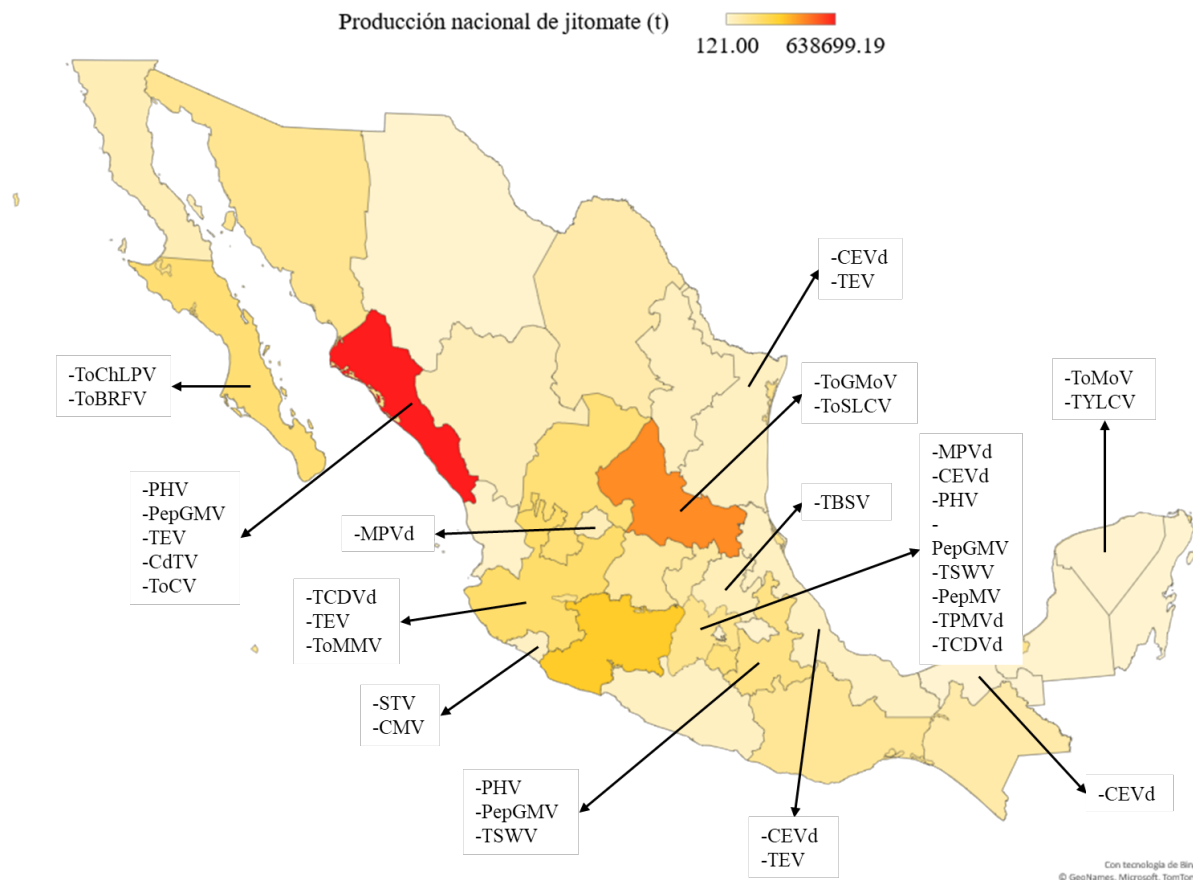 Producción nacional de jitomate (t)
121.00 638699.19
-CEVd
-TEV
-ToChLPV
-ToBRFV
-ToGMoV
-ToSLCV
-ToMoV
-TYLCV
-PHV
-PepGMV
-TEV
-CdTV
-ToCV
-MPVd
-TBSV
-MPVd
-CEVd
-PHV
-
PepGMV
-TSWV
-PepMV
-TPMVd
-TCDVd
-TCDVd
-TEV
-ToMMV
-STV
-CMV
-PHV
-PepGMV
-TSWV
-CEVd
-TEV
-CEVd
Con tecnología de Bin
© GeoNames, Microsoft, TomTon